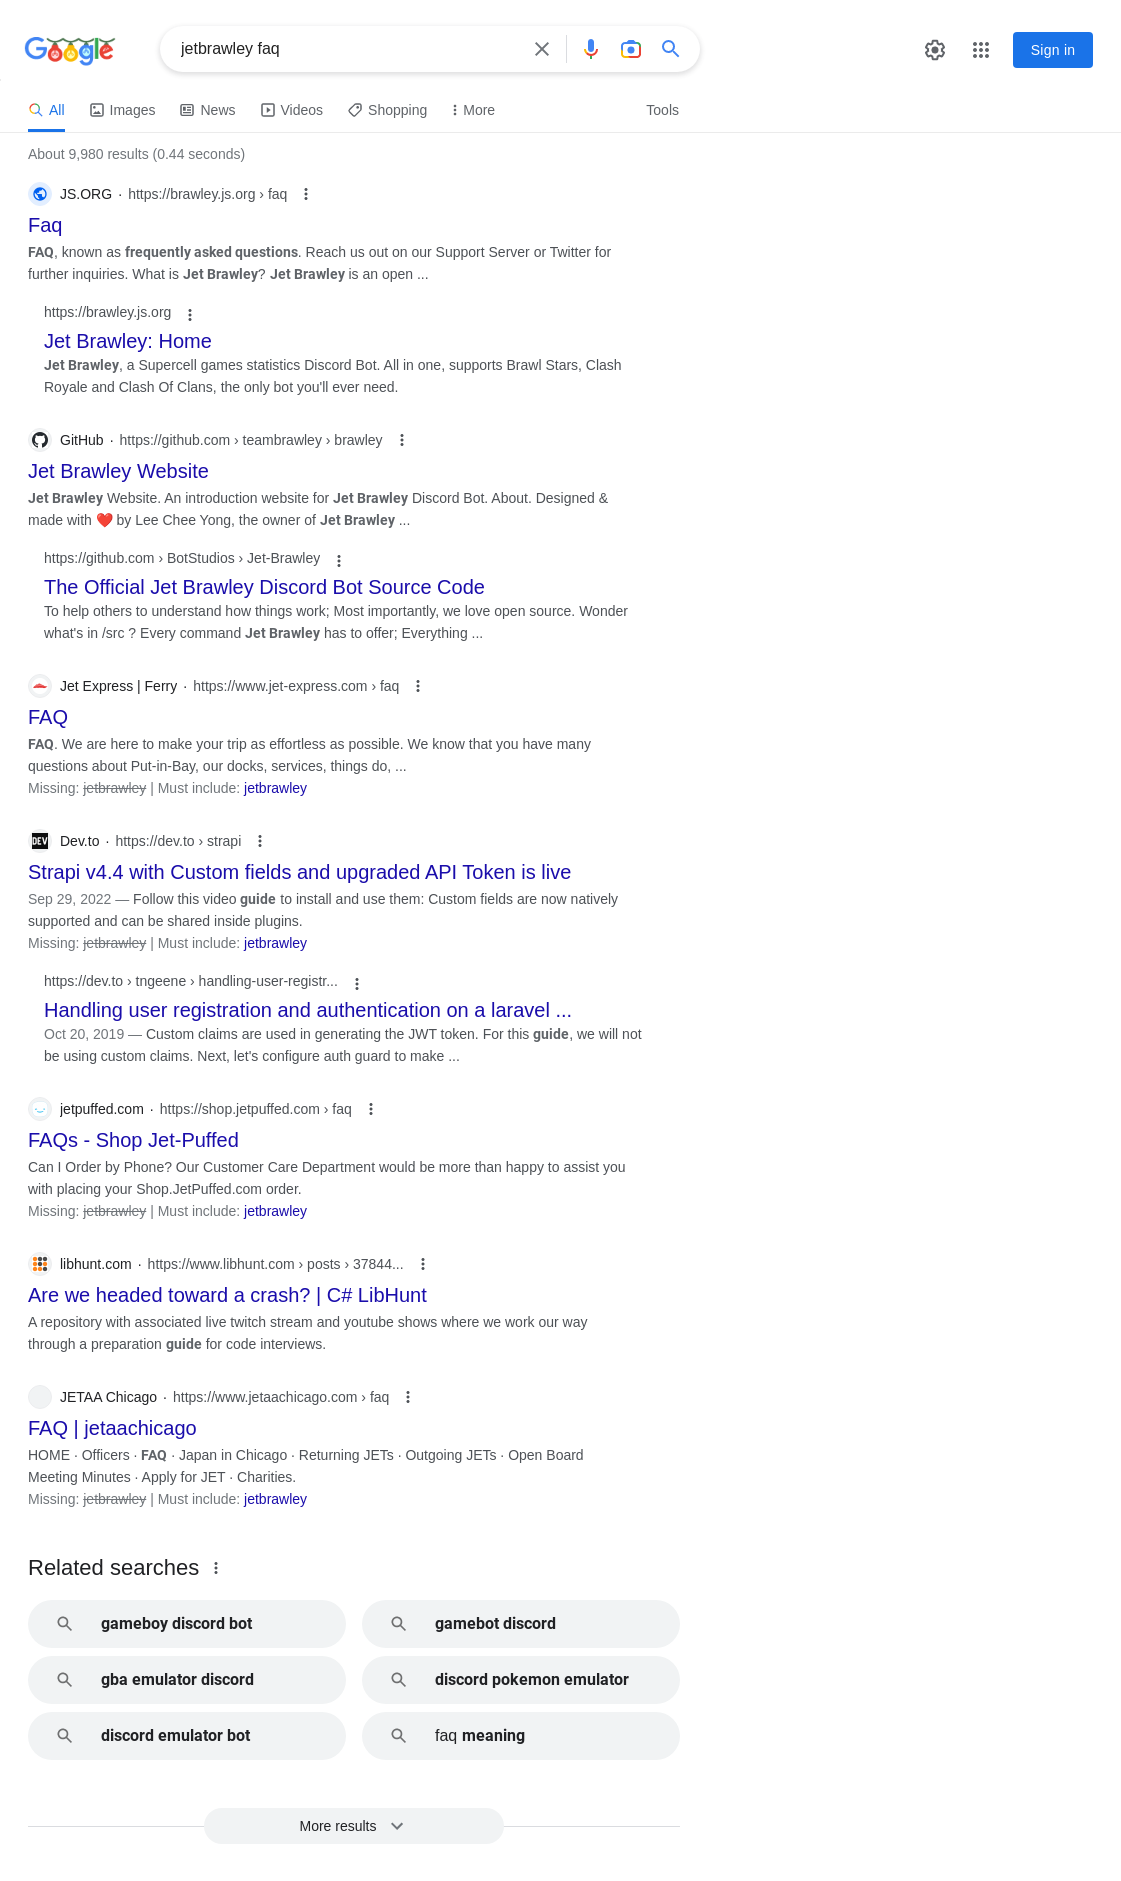 Google
jetbrawley faq
Sign in
All
Images
News
Videos
Shopping
More
Tools
About 9,980 results (0.44 seconds)
JS.ORG · https://brawley.js.org › faq
Faq
FAQ, known as frequently asked questions. Reach us out on our Support Server or Twitter for
further inquiries. What is Jet Brawley? Jet Brawley is an open ...
https://brawley.js.org
Jet Brawley: Home
Jet Brawley, a Supercell games statistics Discord Bot. All in one, supports Brawl Stars, Clash
Royale and Clash Of Clans, the only bot you'll ever need.
GitHub · https://github.com › teambrawley › brawley
Jet Brawley Website
Jet Brawley Website. An introduction website for Jet Brawley Discord Bot. About. Designed &
made with ❤️ by Lee Chee Yong, the owner of Jet Brawley ...
https://github.com › BotStudios › Jet-Brawley
The Official Jet Brawley Discord Bot Source Code
To help others to understand how things work; Most importantly, we love open source. Wonder
what's in /src ? Every command Jet Brawley has to offer; Everything ...
Jet Express | Ferry · https://www.jet-express.com › faq
FAQ
FAQ. We are here to make your trip as effortless as possible. We know that you have many
questions about Put-in-Bay, our docks, services, things do, ...
Missing: jetbrawley | Must include: jetbrawley
DEV
Dev.to · https://dev.to › strapi
Strapi v4.4 with Custom fields and upgraded API Token is live
Sep 29, 2022 — Follow this video guide to install and use them: Custom fields are now natively
supported and can be shared inside plugins.
Missing: jetbrawley | Must include: jetbrawley
https://dev.to › tngeene › handling-user-registr...
Handling user registration and authentication on a laravel ...
Oct 20, 2019 — Custom claims are used in generating the JWT token. For this guide, we will not
be using custom claims. Next, let's configure auth guard to make ...
jetpuffed.com · https://shop.jetpuffed.com › faq
FAQs - Shop Jet-Puffed
Can I Order by Phone? Our Customer Care Department would be more than happy to assist you
with placing your Shop.JetPuffed.com order.
Missing: jetbrawley | Must include: jetbrawley
libhunt.com · https://www.libhunt.com › posts › 37844...
Are we headed toward a crash? | C# LibHunt
A repository with associated live twitch stream and youtube shows where we work our way
through a preparation guide for code interviews.
JETAA Chicago · https://www.jetaachicago.com › faq
FAQ | jetaachicago
HOME · Officers · FAQ · Japan in Chicago · Returning JETs · Outgoing JETs · Open Board
Meeting Minutes · Apply for JET · Charities.
Missing: jetbrawley | Must include: jetbrawley
Related searches
gameboy discord bot
gamebot discord
gba emulator discord
discord pokemon emulator
discord emulator bot
faq meaning
More results